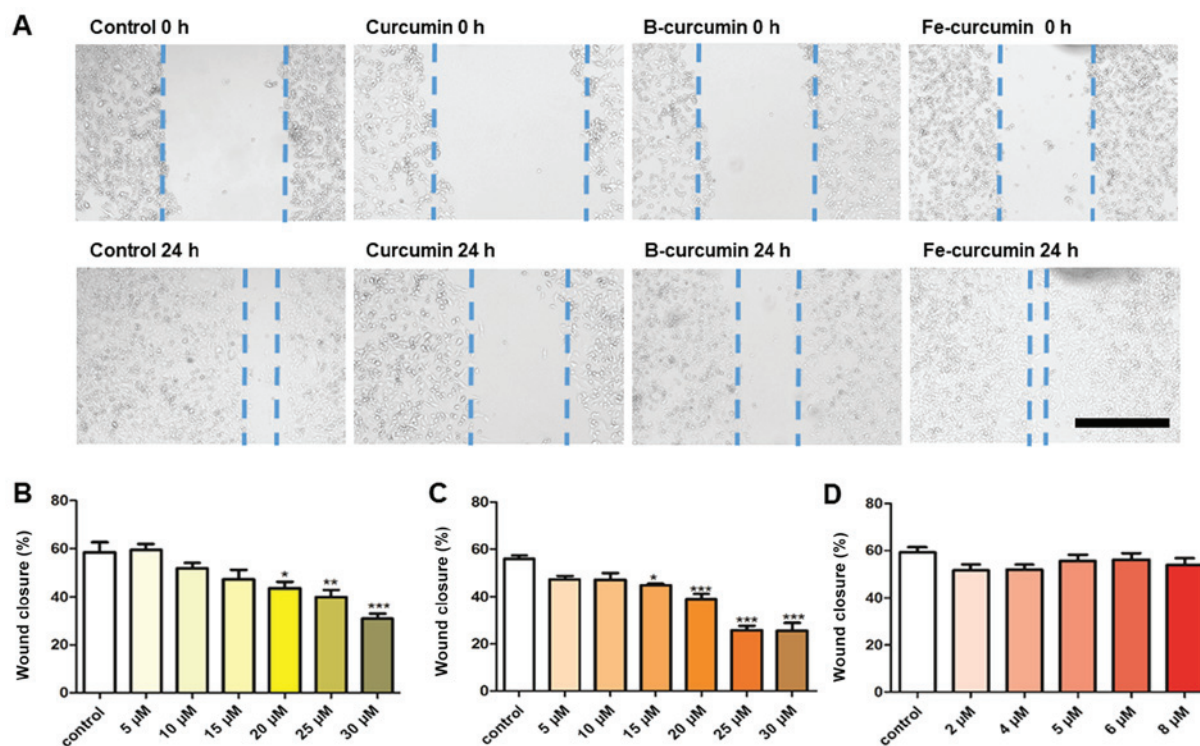 A
Control 0 h
Curcumin 0 h
B-curcumin 0 h
Fe-curcumin 0 h
Control 24 h
Curcumin 24 h
B-curcumin 24 h
Fe-curcumin 24 h
B
Wound closure (%)
80
60
40
20
0
*
**
***
control
5 µM
10 µM
15 µM
20 µM
25 µM
30 µM
C
Wound closure (%)
80
60
40
20
0
*
***
***
***
control
5 µM
10 µM
15 µM
20 µM
25 µM
30 µM
D
Wound closure (%)
80
60
40
20
0
control
2 µM
4 µM
5 µM
6 µM
8 µM